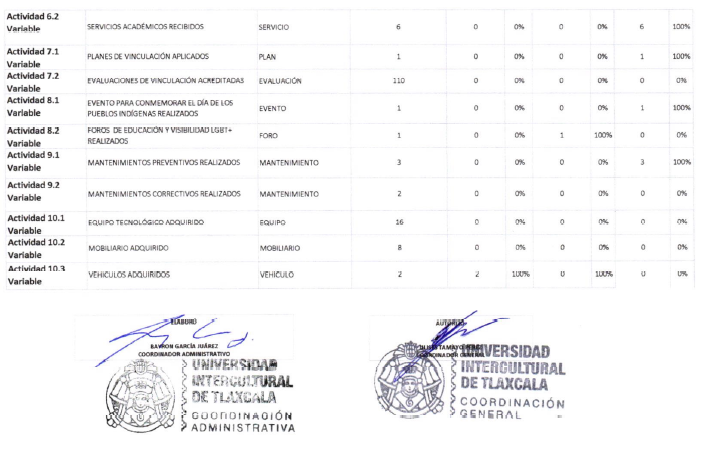 Actividad 6.2
Variable SERVICIOS ACADÉMICOS RECIBIDOS SERVICIO 6 0 0% 0 0% 6 100%
Actividad 7.1
Variable PLANES DE VINCULACIÓN APLICADOS PLAN 1 0 0% 0 0% 1 100%
Actividad 7.2
Variable EVALUACIONES DE VINCULACIÓN ACREDITADAS EVALUACIÓN 110 0 0% 0 0% 0 0%
Actividad 8.1
Variable EVENTO PARA CONMEMORAR EL DÍA DE LOS
PUEBLOS INDÍGENAS REALIZADOS EVENTO 1 0 0% 0 0% 1 100%
Actividad 8.2
Variable FOROS DE EDUCACIÓN Y VISIBILIDAD LGBT+
REALIZADOS FORO 1 0 0% 1 100% 0 0%
Actividad 9.1
Variable MANTENIMIENTOS PREVENTIVOS REALIZADOS MANTENIMIENTO 3 0 0% 0 0% 3 100%
Actividad 9.2
Variable MANTENIMIENTOS CORRECTIVOS REALIZADOS MANTENIMIENTO 2 0 0% 0 0% 0 0%
Actividad 10.1
Variable EQUIPO TECNOLÓGICO ADQUIRIDO EQUIPO 16 0 0% 0 0% 0 0%
Actividad 10.2
Variable MOBILIARIO ADQUIRIDO MOBILIARIO 8 0 0% 0 0% 0 0%
Actividad 10.3
Variable VEHÍCULOS ADQUIRIDOS VEHÍCULO 2 2 100% 0 100% 0 0%
ELABORÓ
BAYRON GARCÍA JUÁREZ
COORDINADOR ADMINISTRATIVO
UNIVERSIDAD
INTERCULTURAL
DE TLAXCALA
COORDINACIÓN
ADMINISTRATIVA
AUTORIZÓ
TAMAYO
COORDINADOR GENERAL
UNIVERSIDAD
INTERCULTURAL
DE TLAXCALA
COORDINACIÓN
GENERAL